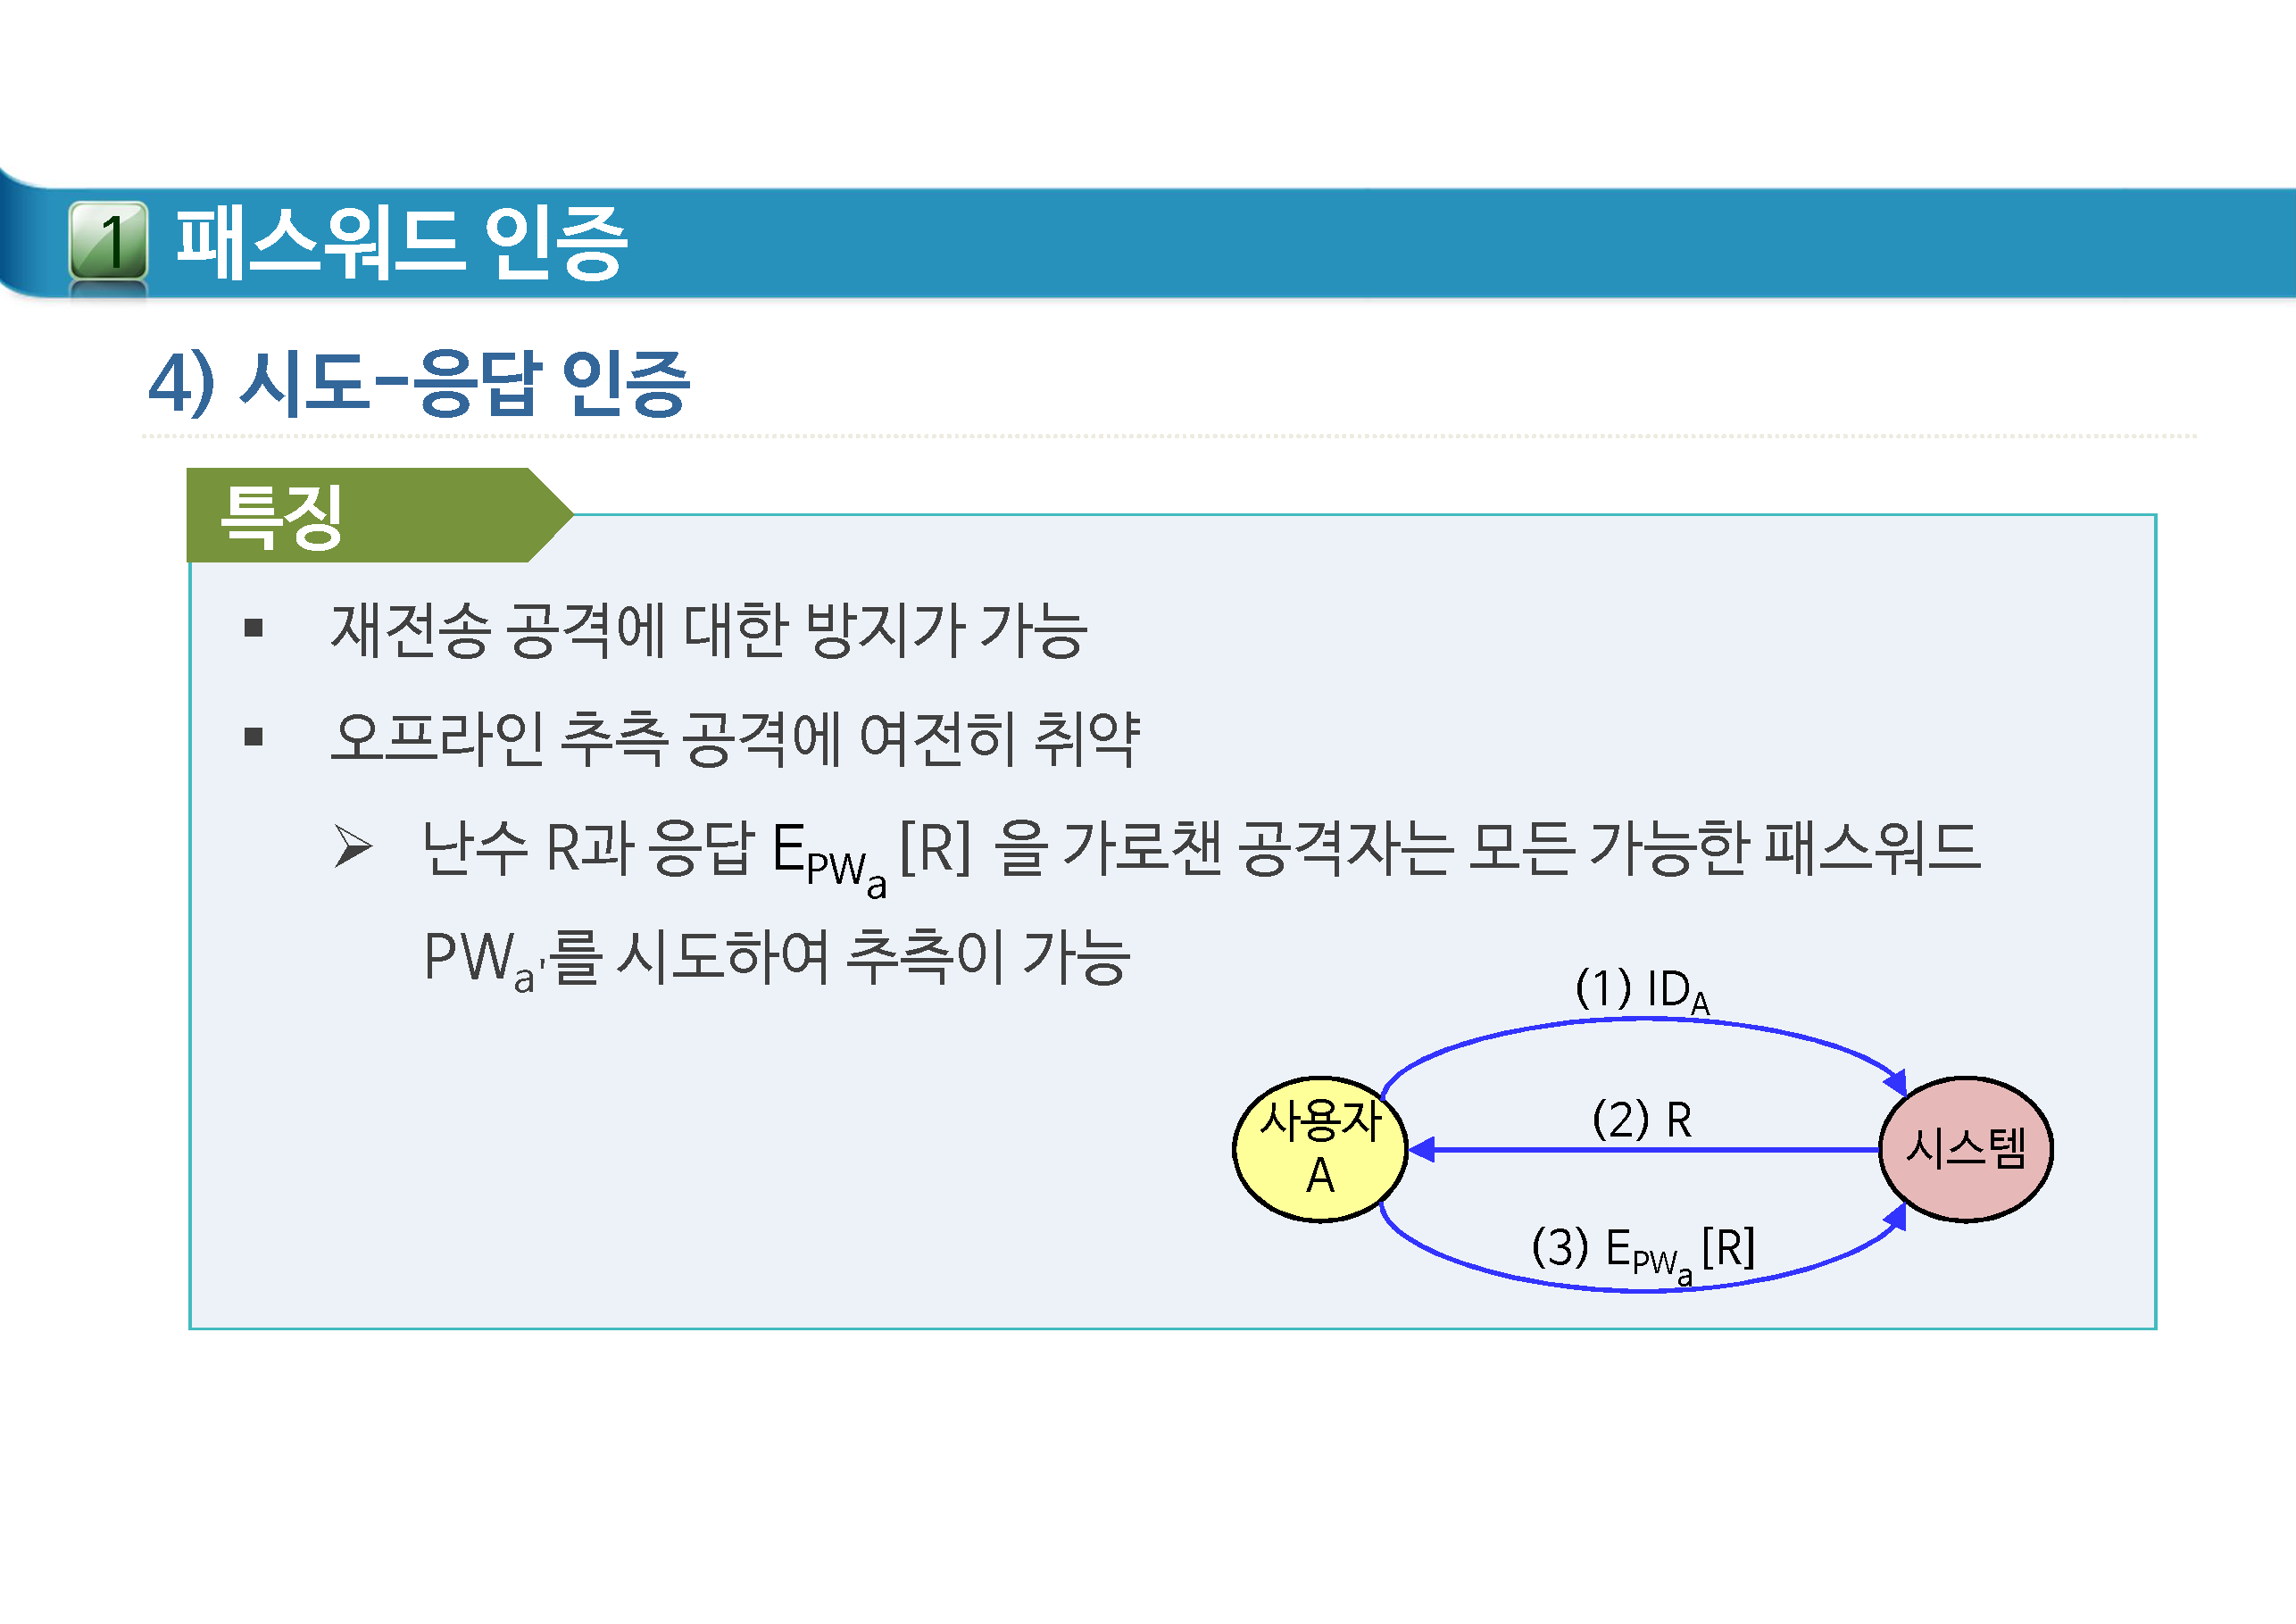 1 패스워드 인증
4) 시도-응답 인증
특징
▪ 재전송 공격에 대한 방지가 가능
▪ 오프라인 추측 공격에 여전히 취약
➢ 난수 R과 응답 E_PW_a [R] 을 가로챈 공격자는 모든 가능한 패스워드
PW_a'를 시도하여 추측이 가능
(1) ID_A
사용자
A
(2) R
시스템
(3) E_PW_a [R]